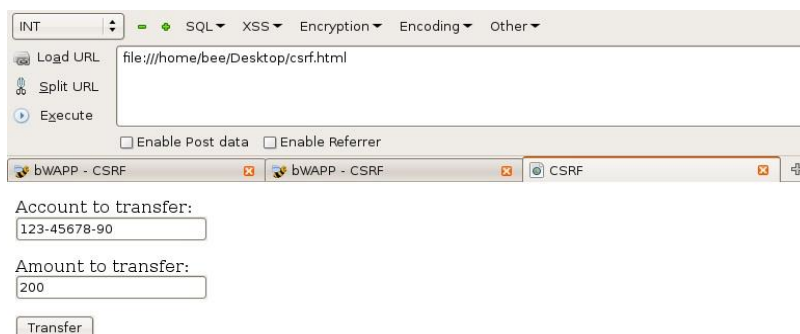 INT SQL XSS Encryption Encoding Other
Load URL file:///home/bee/Desktop/csrf.html
Split URL
Execute
Enable Post data Enable Referrer
bWAPP - CSRF bWAPP - CSRF CSRF
Account to transfer:
123-45678-90
Amount to transfer:
200
Transfer